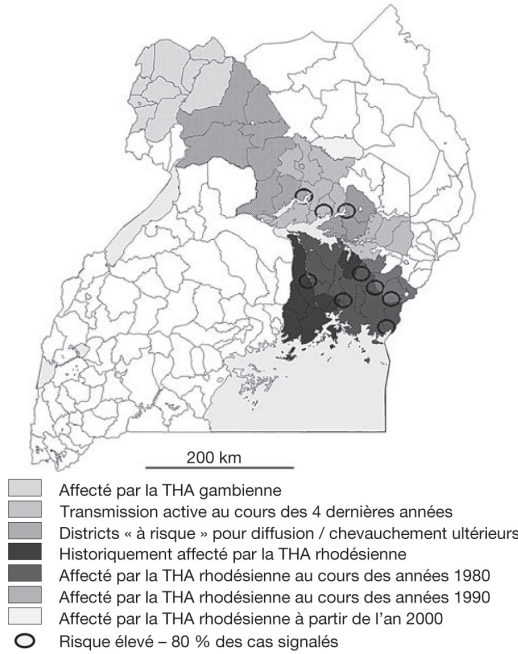 200 km
Affecté par la THA gambienne
Transmission active au cours des 4 dernières années
Districts « à risque » pour diffusion / chevauchement ultérieurs
Historiquement affecté par la THA rhodésienne
Affecté par la THA rhodésienne au cours des années 1980
Affecté par la THA rhodésienne au cours des années 1990
Affecté par la THA rhodésienne à partir de l'an 2000
Risque élevé – 80 % des cas signalés